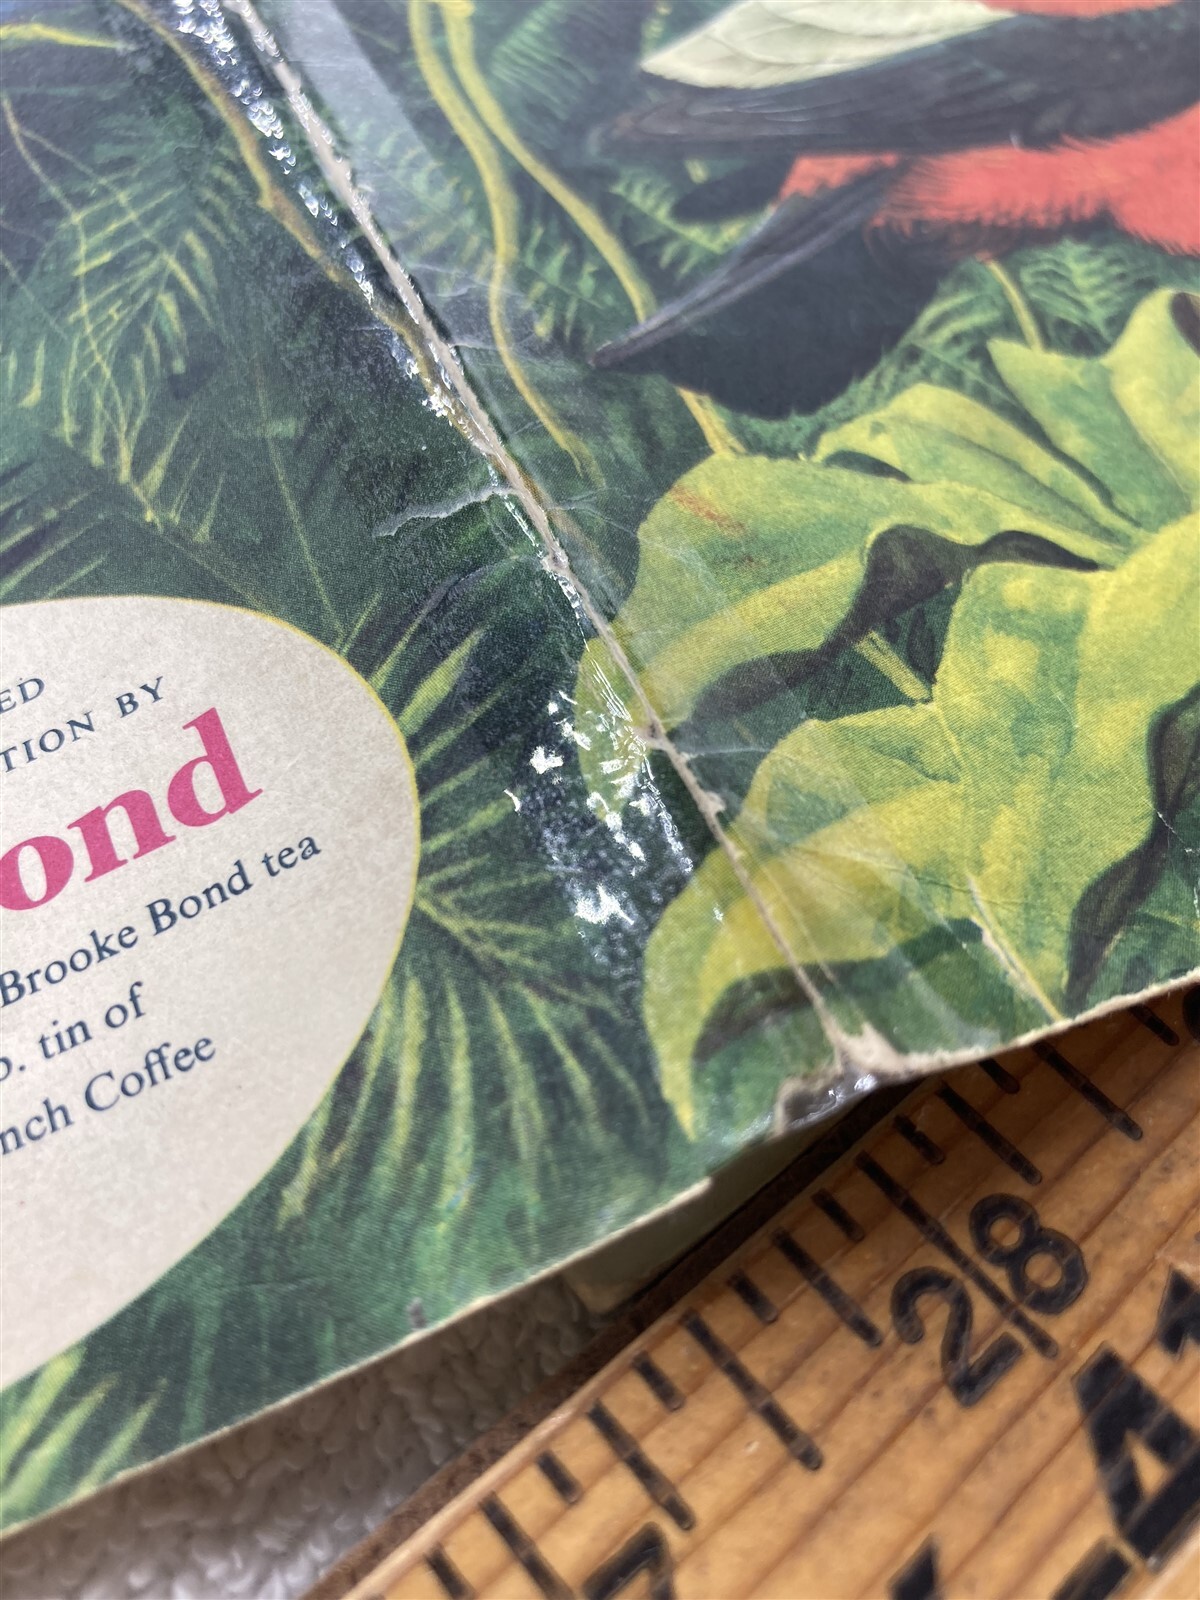 ED
TION BY
ond
Brooke Bond tea
b. tin of
nch Coffee
28